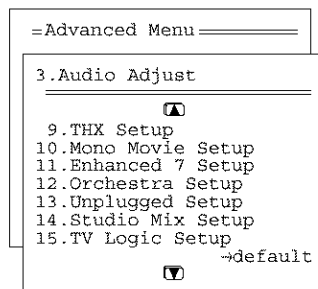 Advanced Menu
3.Audio Adjust
9.THX Setup
10.Mono Movie Setup
11.Enhanced 7 Setup
12.Orchestra Setup
13.Unplugged Setup
14.Studio Mix Setup
15.TV Logic Setup
→default